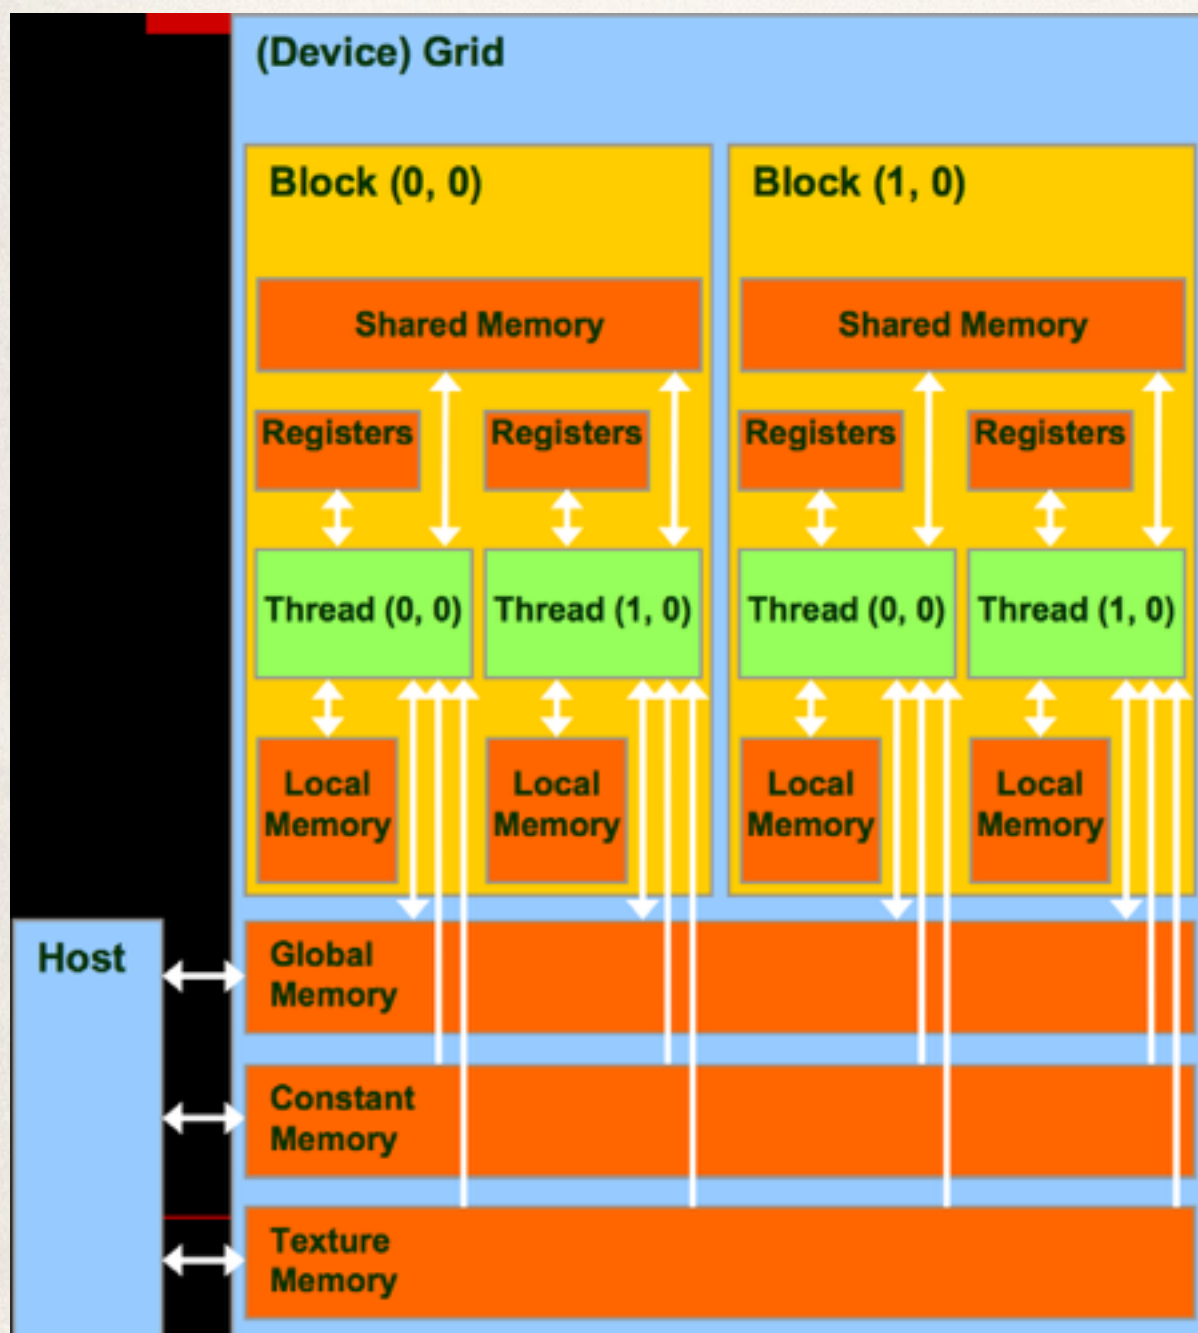 (Device) Grid
Block (0, 0)
Shared Memory
Registers
Registers
Thread (0, 0)
Thread (1, 0)
Local
Memory
Local
Memory
Block (1, 0)
Shared Memory
Registers
Registers
Thread (0, 0)
Thread (1, 0)
Local
Memory
Local
Memory
Host
Global
Memory
Constant
Memory
Texture
Memory